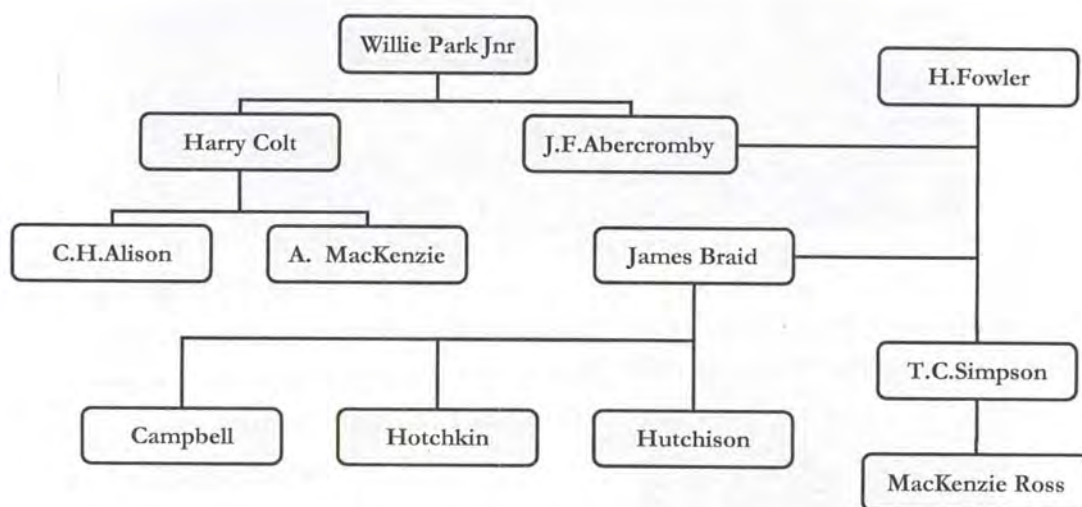 Willie Park Jnr
H.Fowler
Harry Colt
J.F.Abercromby
C.H.Alison
A. MacKenzie
James Braid
T.C.Simpson
Campbell
Hotchkin
Hutchison
MacKenzie Ross